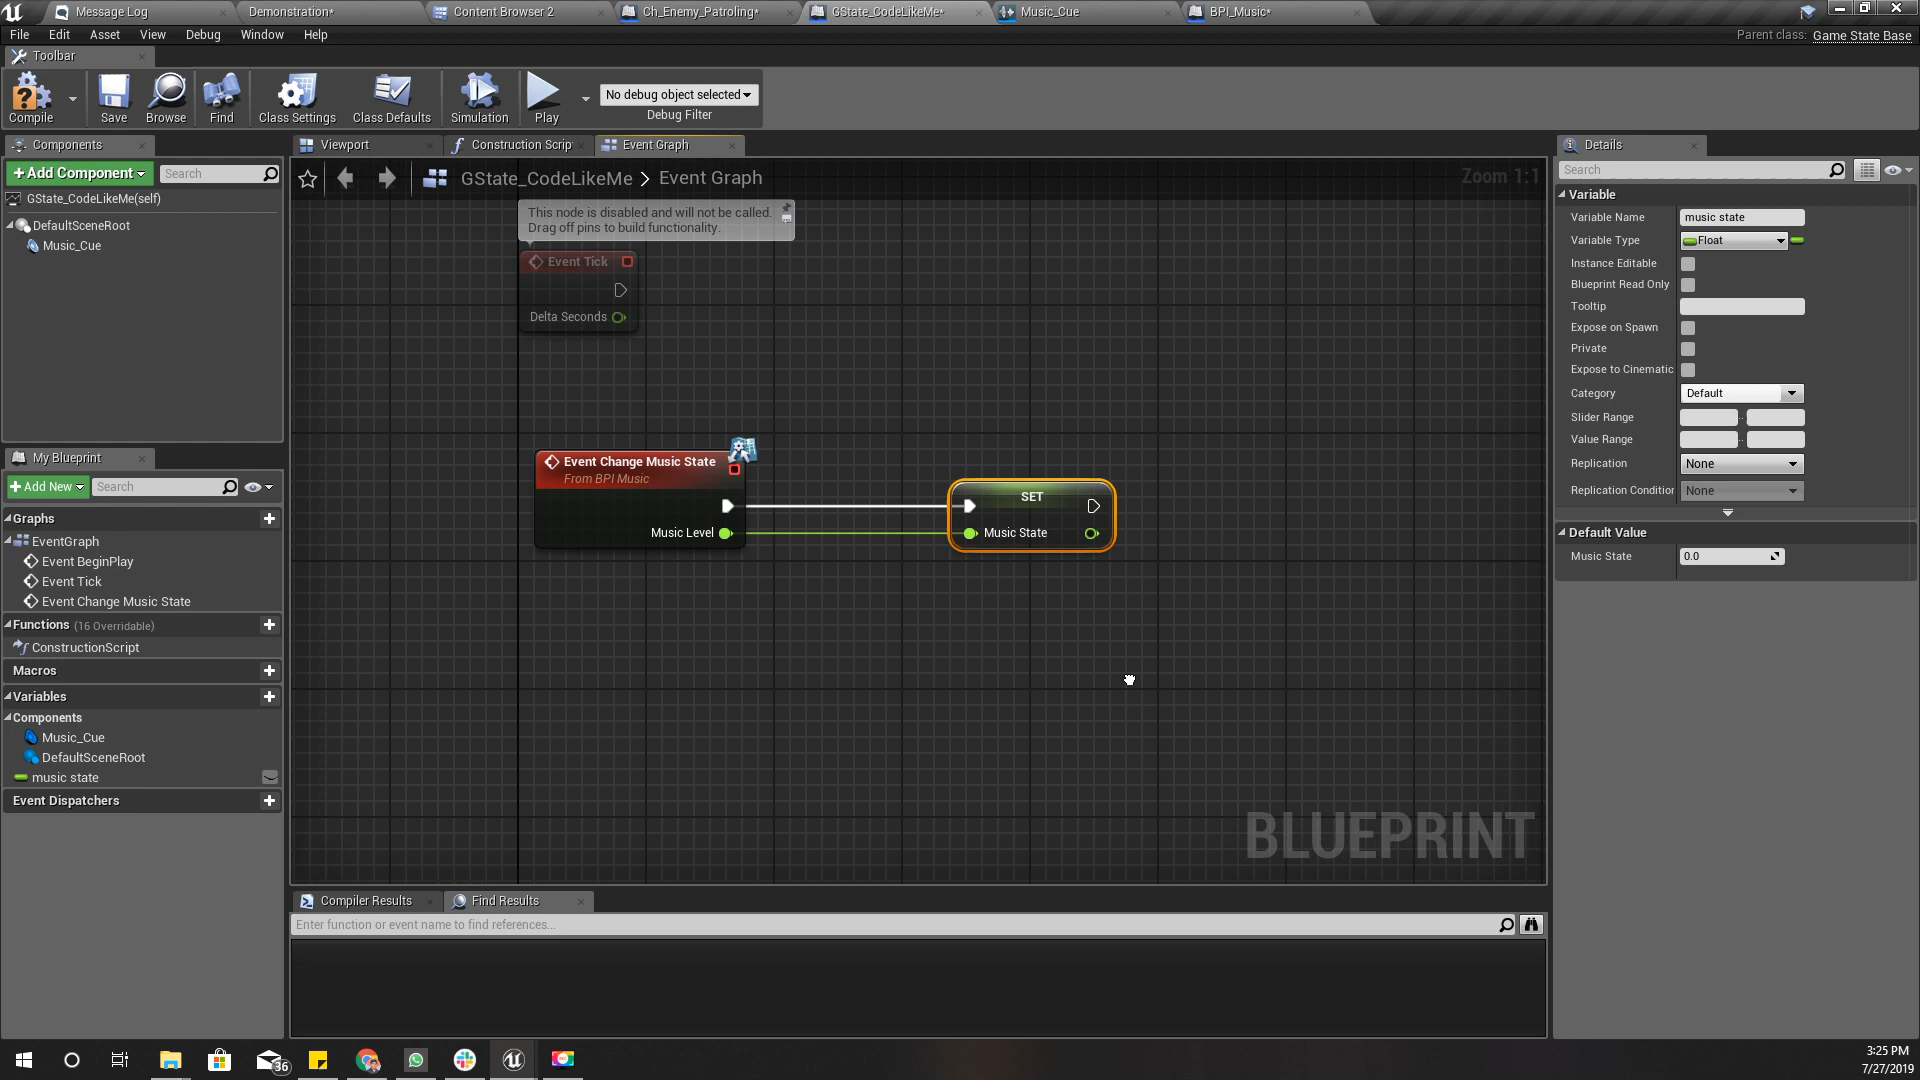 Message Log
Demonstration*
Content Browser 2
Ch_Enemy_Patroling*
GState_CodeLikeMe*
Music_Cue
BPI_Music*
File Edit Asset View Debug Window Help
Parent class: Game State Base
Toolbar
Compile
Save
Browse
Find
Class Settings
Class Defaults
Simulation
Play
No debug object selected
Debug Filter
Components
+Add Component
Search
GState_CodeLikeMe(self)
DefaultSceneRoot
Music_Cue
My Blueprint
+Add New
Search
Graphs
EventGraph
Event BeginPlay
Event Tick
Event Change Music State
Functions (16 Overridable)
ConstructionScript
Macros
Variables
Components
Music_Cue
DefaultSceneRoot
music state
Event Dispatchers
Viewport
Construction Scrip
Event Graph
GState_CodeLikeMe > Event Graph
Zoom 1:1
This node is disabled and will not be called.
Drag off pins to build functionality.
Event Tick
Delta Seconds
Event Change Music State
From BPI Music
Music Level
SET
Music State
BLUEPRINT
Compiler Results
Find Results
Enter function or event name to find references...
Details
Search
Variable
Variable Name music state
Variable Type Float
Instance Editable
Blueprint Read Only
Tooltip
Expose on Spawn
Private
Expose to Cinematic
Category Default
Slider Range
Value Range
Replication None
Replication Condition None
Default Value
Music State 0.0
36
3:25 PM
7/27/2019